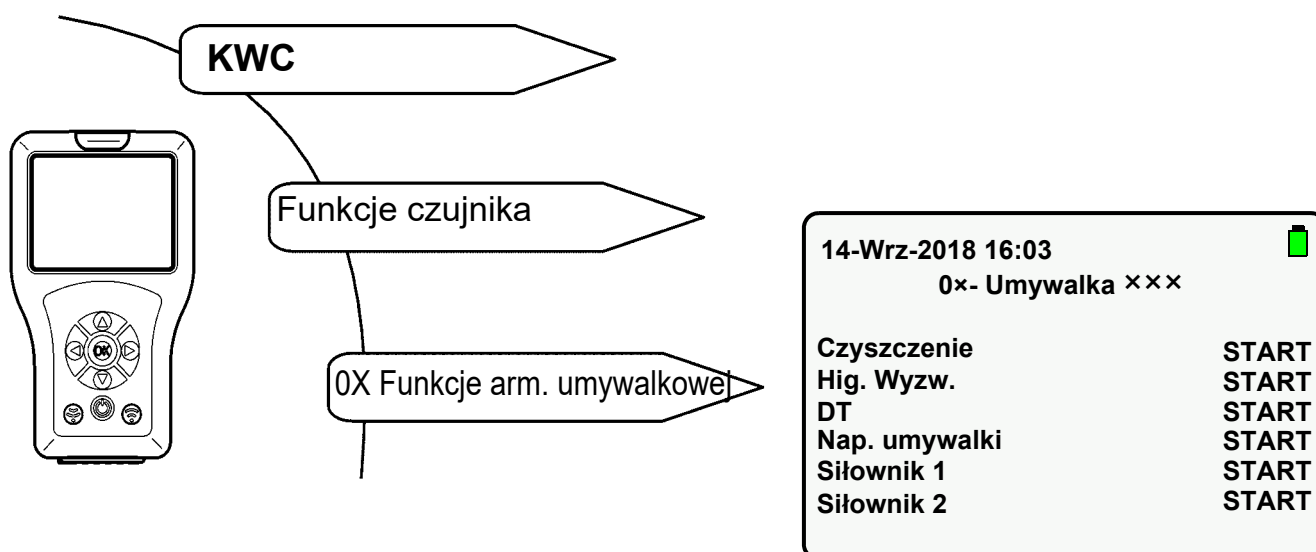 KWC
Funkcje czujnika
0X Funkcje arm. umywalkowej
OK
14-Wrz-2018 16:03
0×- Umywalka ×××
Czyszczenie START
Hig. Wyzw. START
DT START
Nap. umywalki START
Siłownik 1 START
Siłownik 2 START